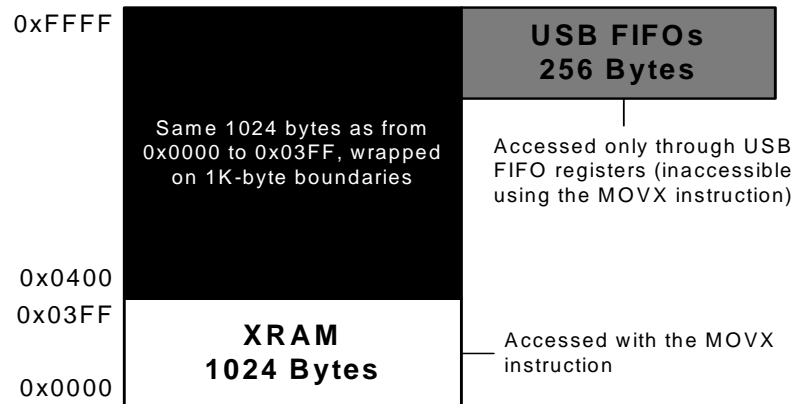 0xFFFF
USB FIFOs
256 Bytes
Same 1024 bytes as from
0x0000 to 0x03FF, wrapped
on 1K-byte boundaries
Accessed only through USB
FIFO registers (inaccessible
using the MOVX instruction)
0x0400
0x03FF
XRAM
1024 Bytes
Accessed with the MOVX
instruction
0x0000